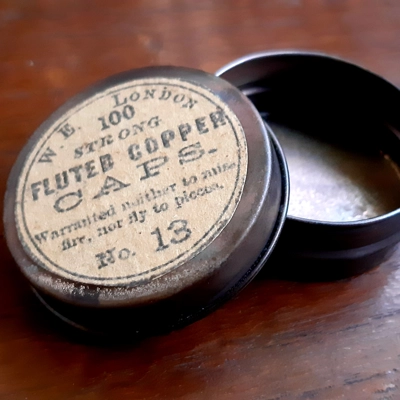 W. E. LONDON
100
STRONG
FLUTED COPPER
CAPS.
Warranted neither to miss
fire, nor fly to pieces.
No. 13